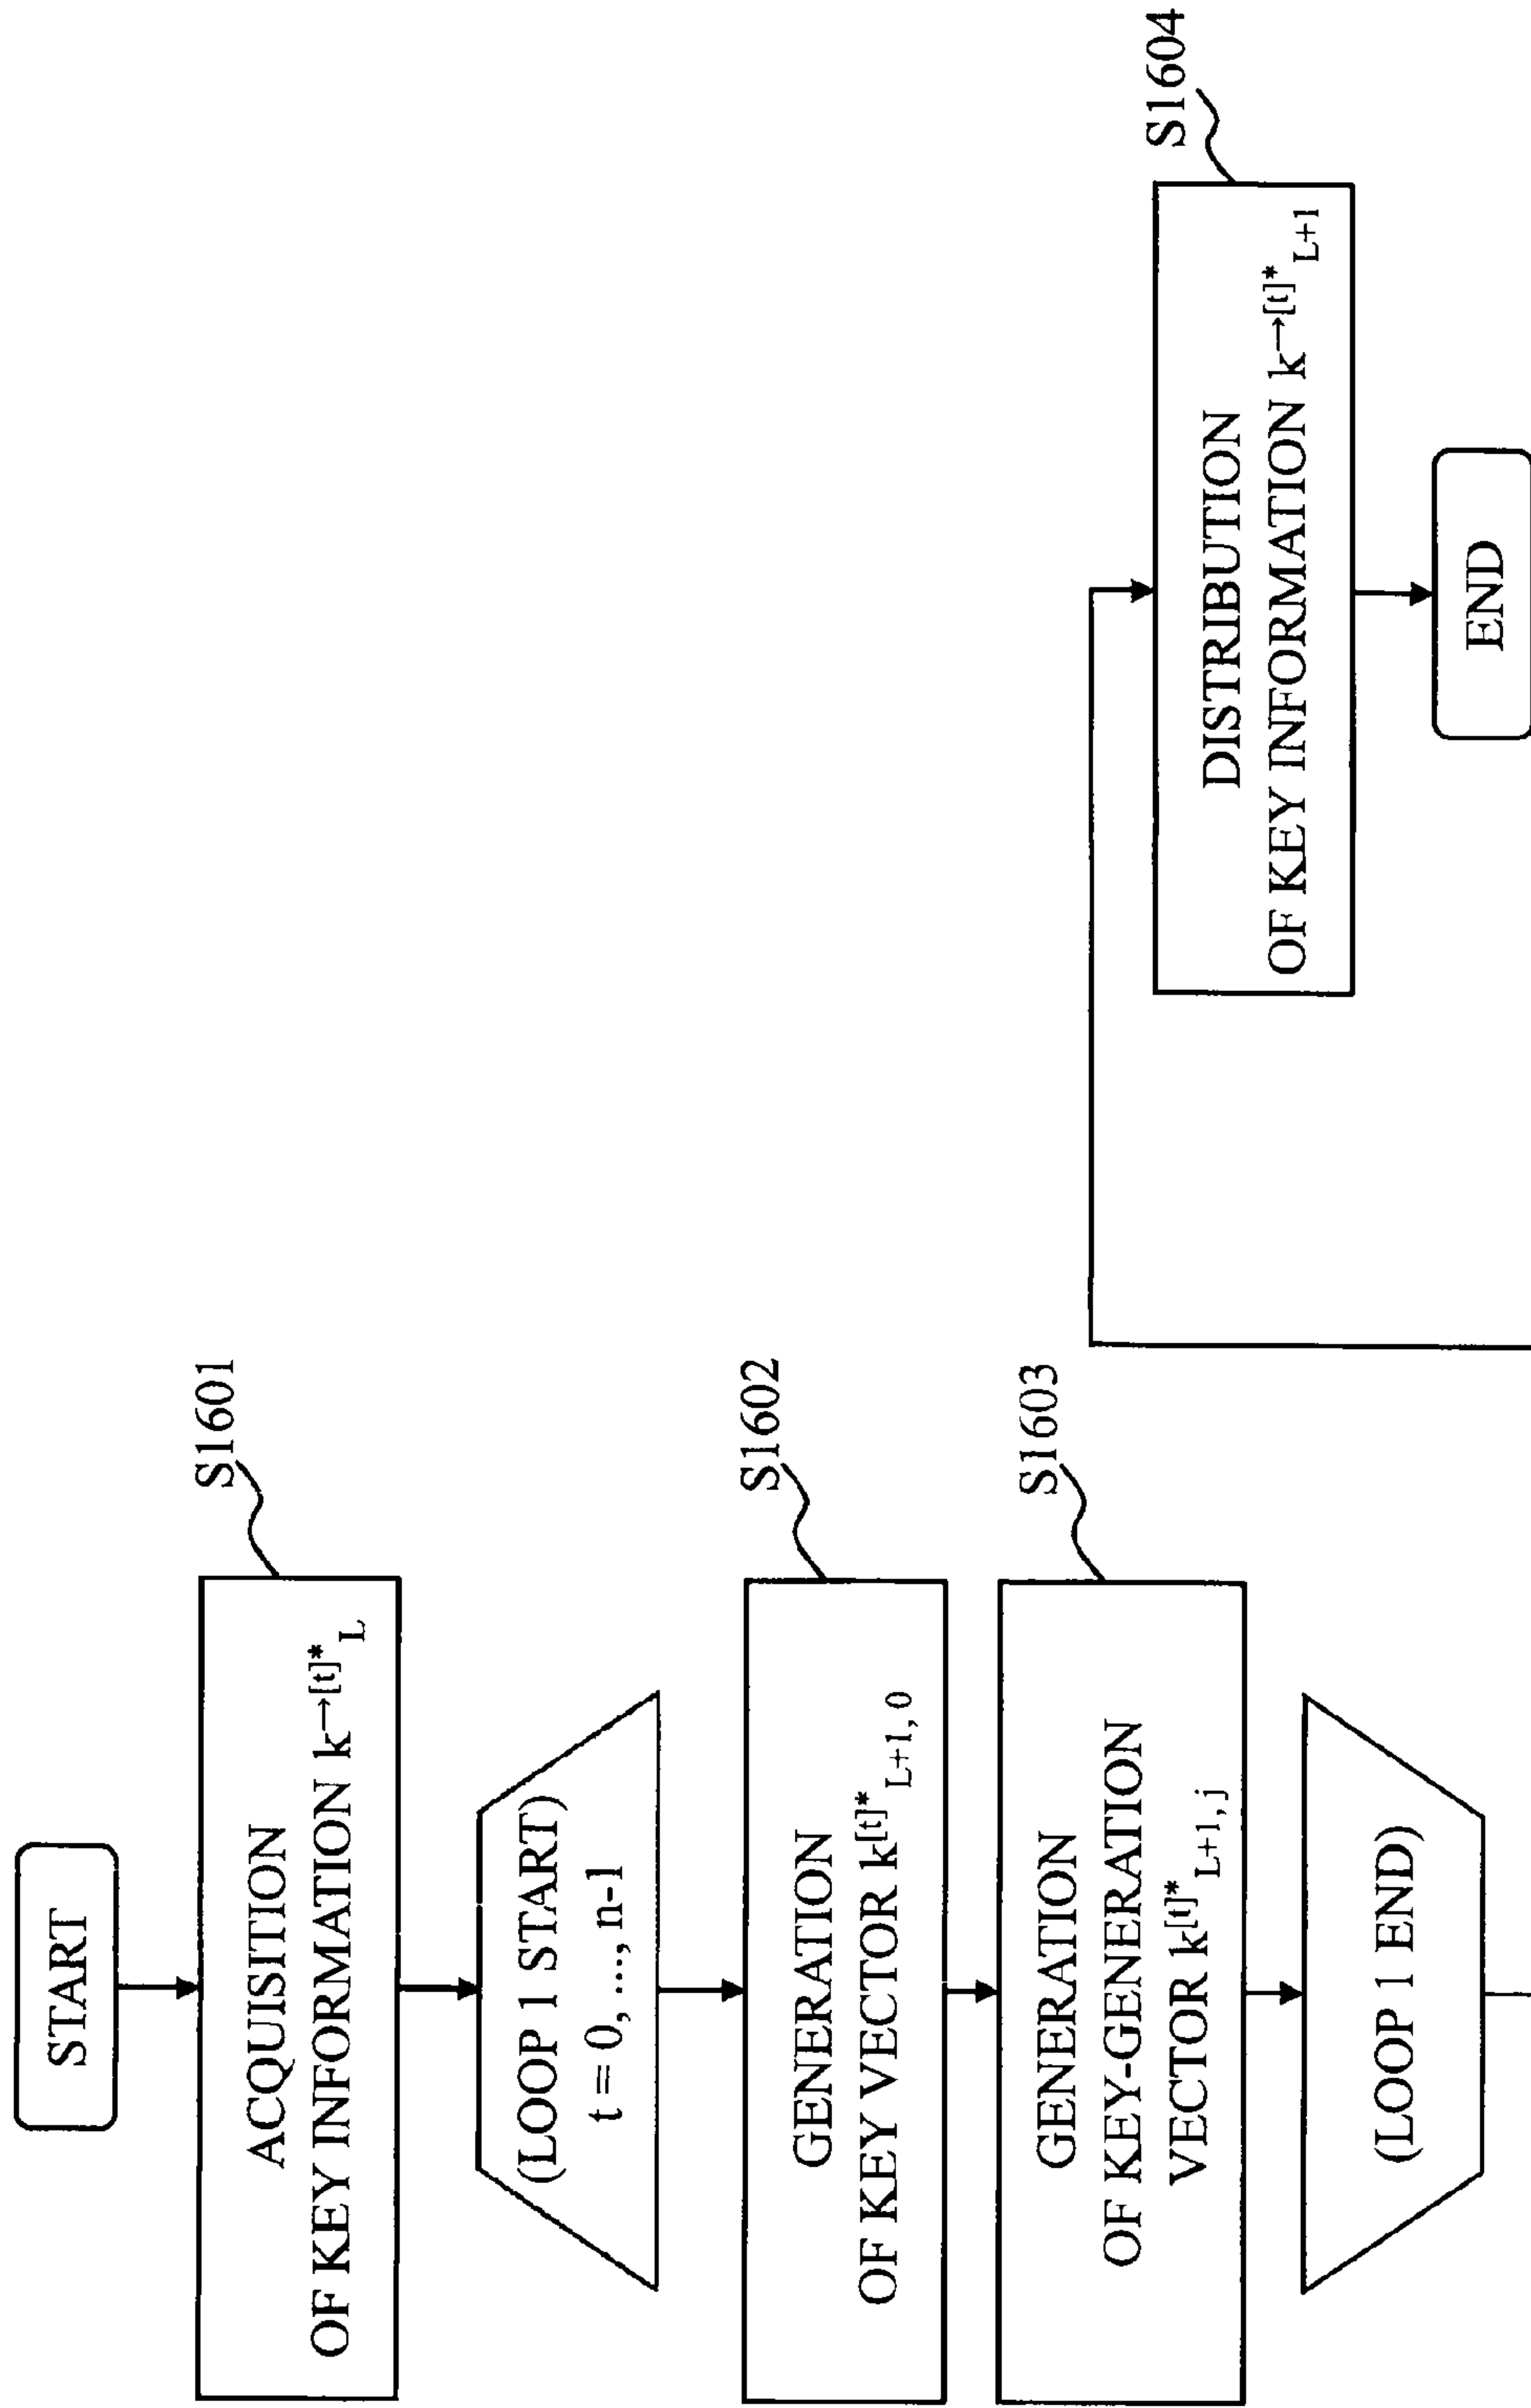 START
S1601
ACQUISITION
OF KEY INFORMATION k→[t]*L
(LOOP 1 START)
t = 0, ..., n-1
S1602
GENERATION
OF KEY VECTOR k[t]*L+1, 0
S1603
GENERATION
OF KEY-GENERATION
VECTOR k[t]*L+1, j
(LOOP 1 END)
S1604
DISTRIBUTION
OF KEY INFORMATION k→[t]*L+1
END